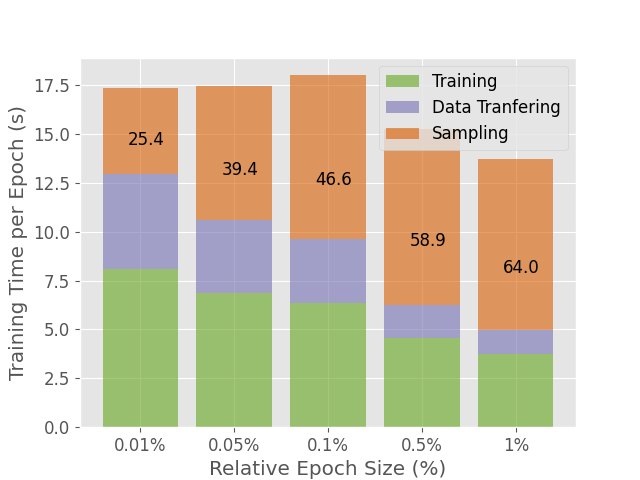 Training
Data Tranfering
Sampling
Training Time per Epoch (s)
17.5
15.0
12.5
10.0
7.5
5.0
2.5
0.0
25.4
39.4
46.6
58.9
64.0
0.01% 0.05% 0.1% 0.5% 1%
Relative Epoch Size (%)